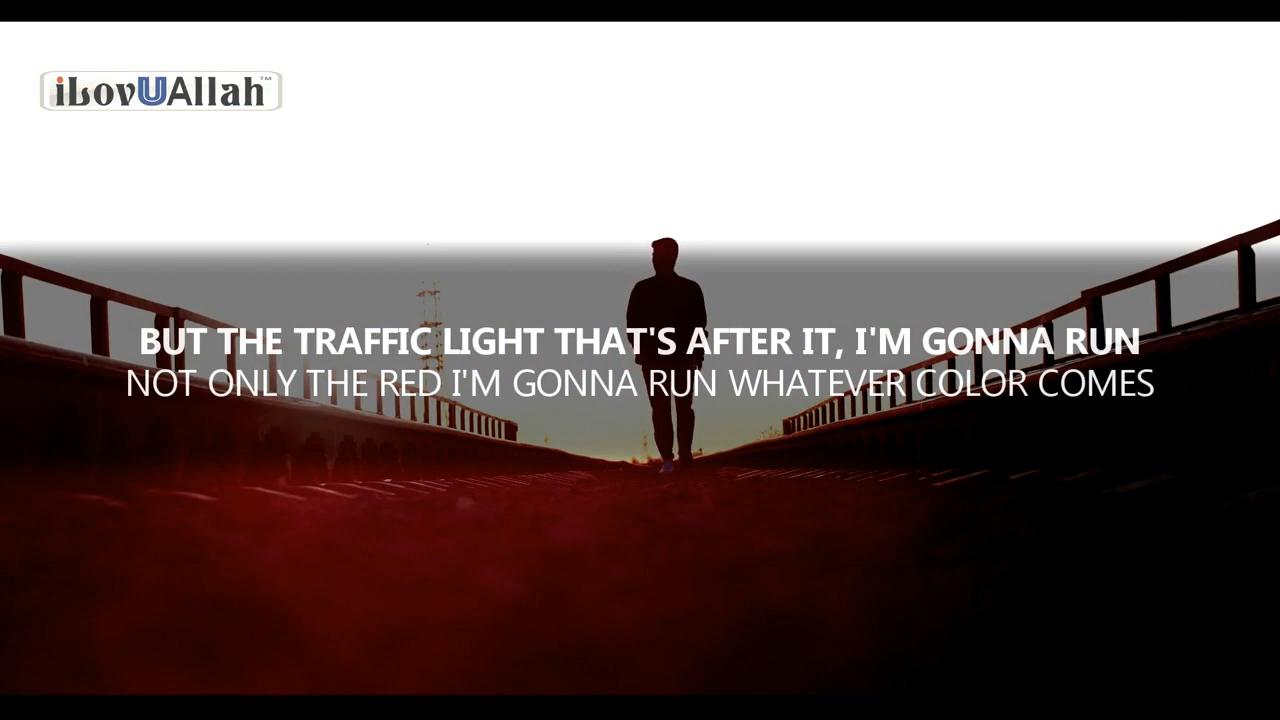 iLovUAllah™
BUT THE TRAFFIC LIGHT THAT'S AFTER IT, I'M GONNA RUN
NOT ONLY THE RED I'M GONNA RUN WHATEVER COLOR COMES